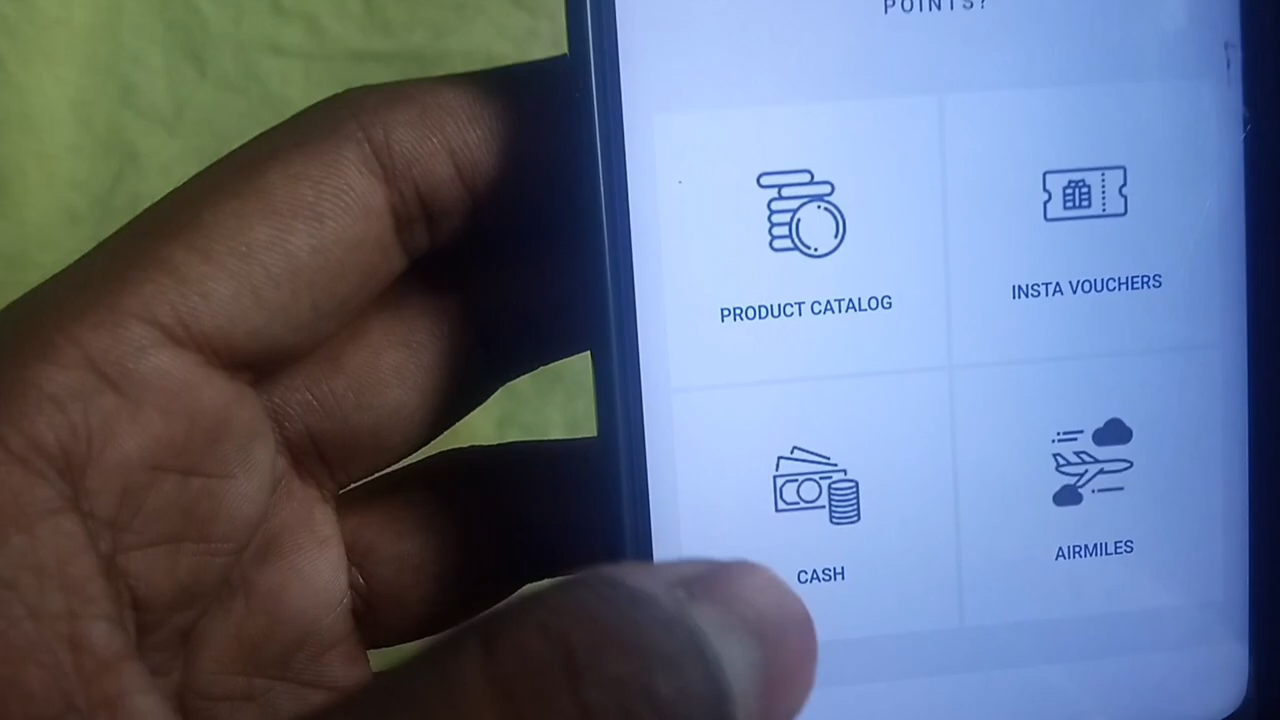 POINTS?
PRODUCT CATALOG
INSTA VOUCHERS
CASH
AIRMILES